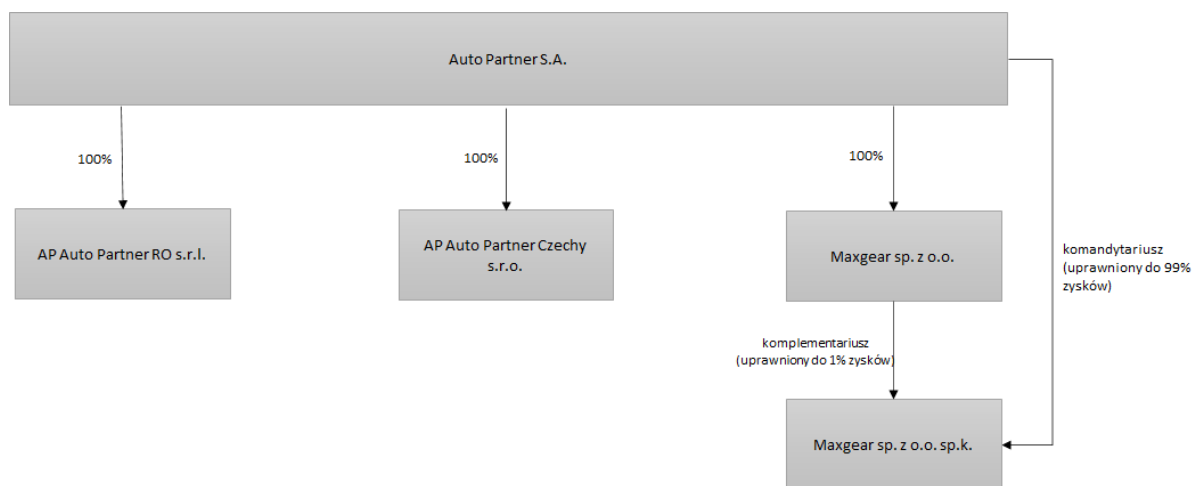 Auto Partner S.A.
100%
100%
100%
AP Auto Partner RO s.r.l.
AP Auto Partner Czechy
s.r.o.
Maxgear sp. z o.o.
komandytariusz
(uprawniony do 99%
zysków)
komplementariusz
(uprawniony do 1% zysków)
Maxgear sp. z o.o. sp.k.